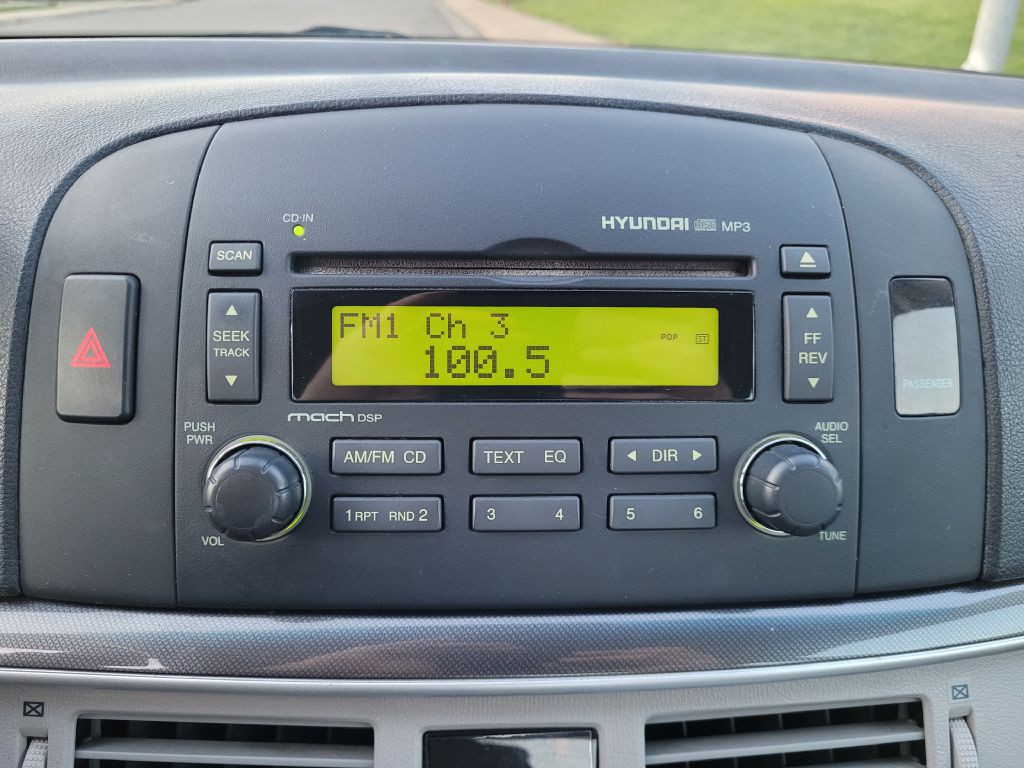 CD·IN
HYUNDAI MP3
SCAN
SEEK
TRACK
FM1 Ch 3
100.5
POP ST
FF
REV
PASSENGER
mach DSP
PUSH
PWR
VOL
AM/FM CD
TEXT EQ
DIR
1 RPT RND 2
3 4
5 6
AUDIO
SEL
TUNE